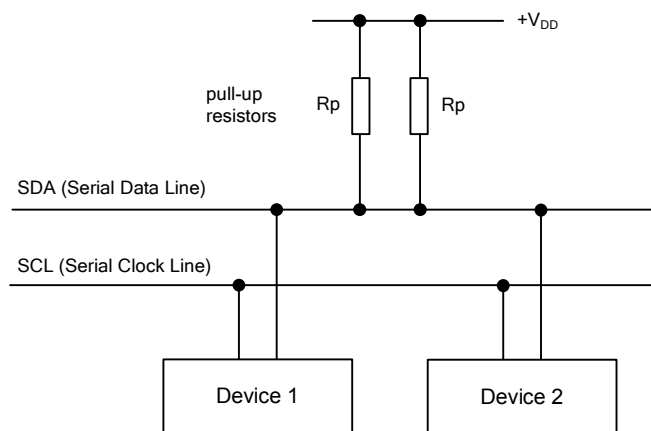 +VDD
pull-up
resistors
Rp
Rp
SDA (Serial Data Line)
SCL (Serial Clock Line)
Device 1
Device 2